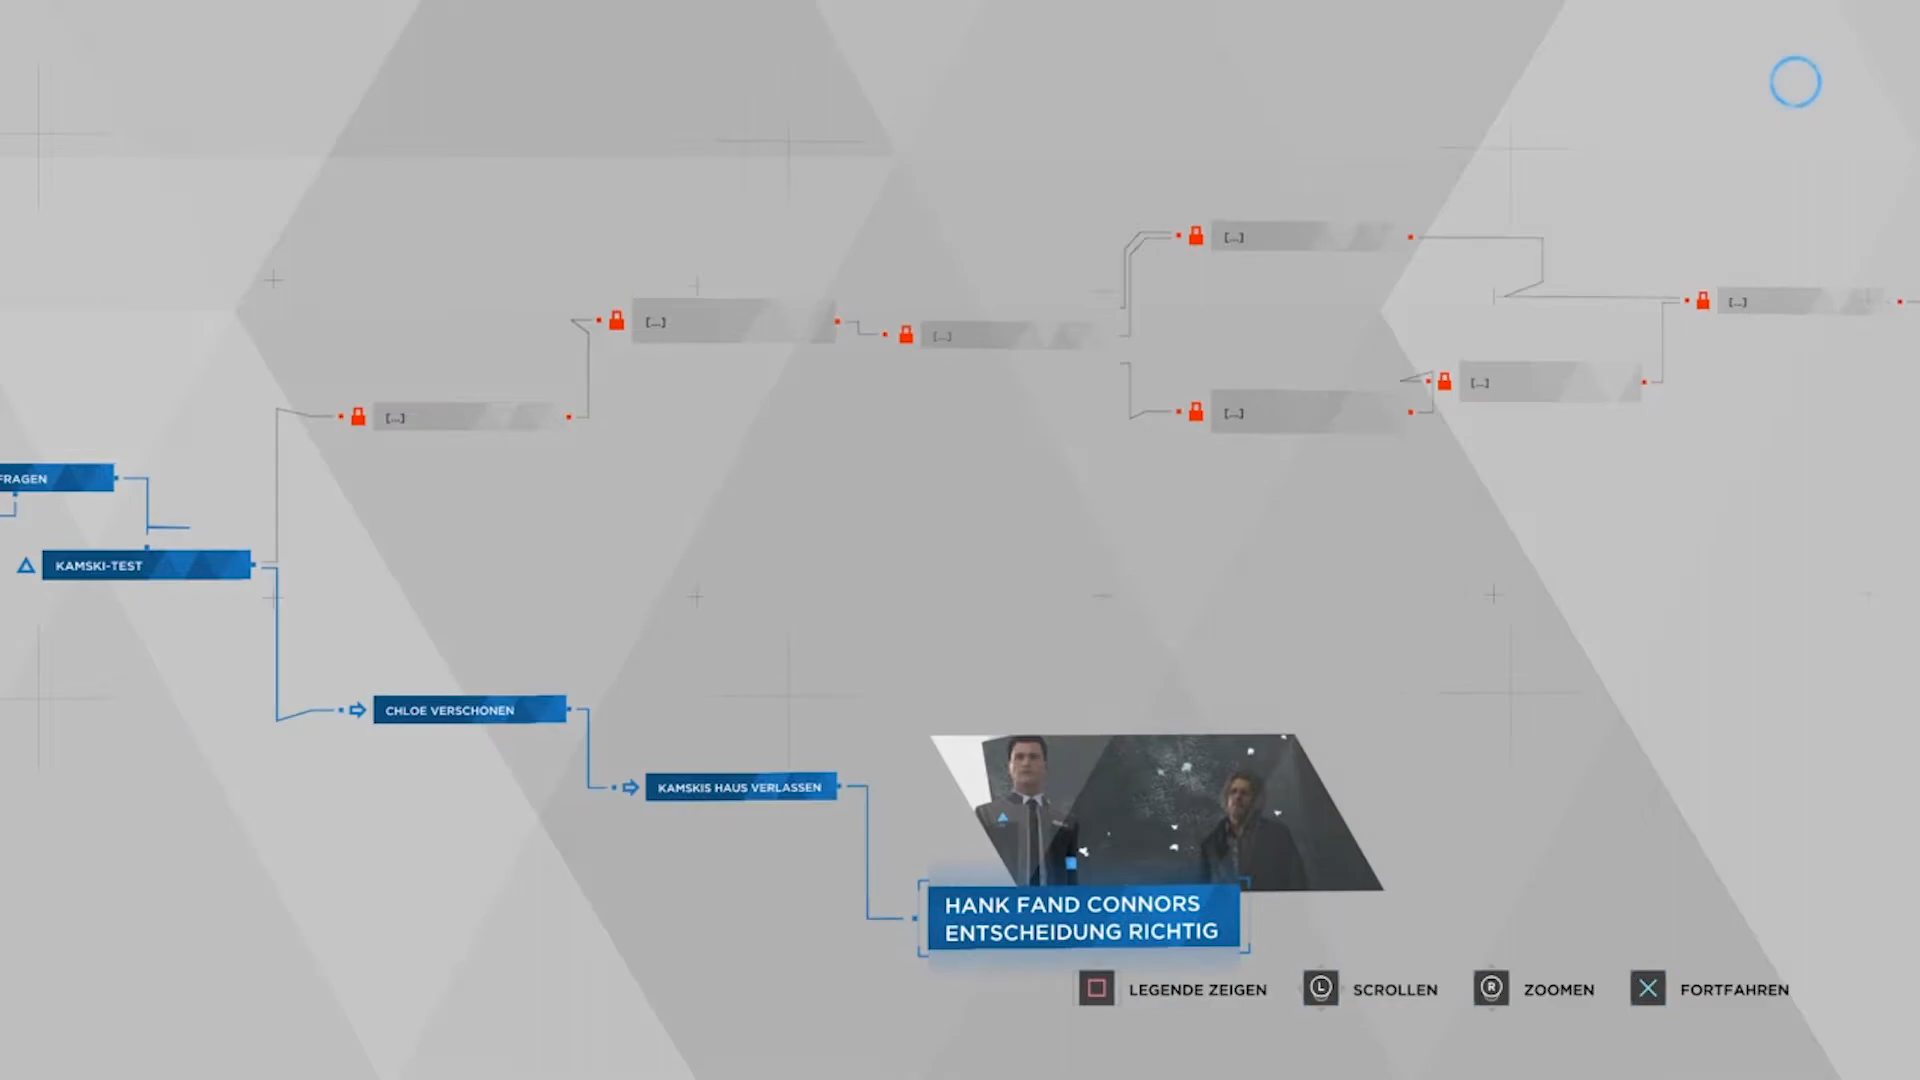 [...]
[...]
[...]
[...]
[...]
[...]
[...]
FRAGEN
KAMSKI-TEST
CHLOE VERSCHONEN
KAMSKIS HAUS VERLASSEN
HANK FAND CONNORS
ENTSCHEIDUNG RICHTIG
LEGENDE ZEIGEN
L SCROLLEN
R ZOOMEN
FORTFAHREN